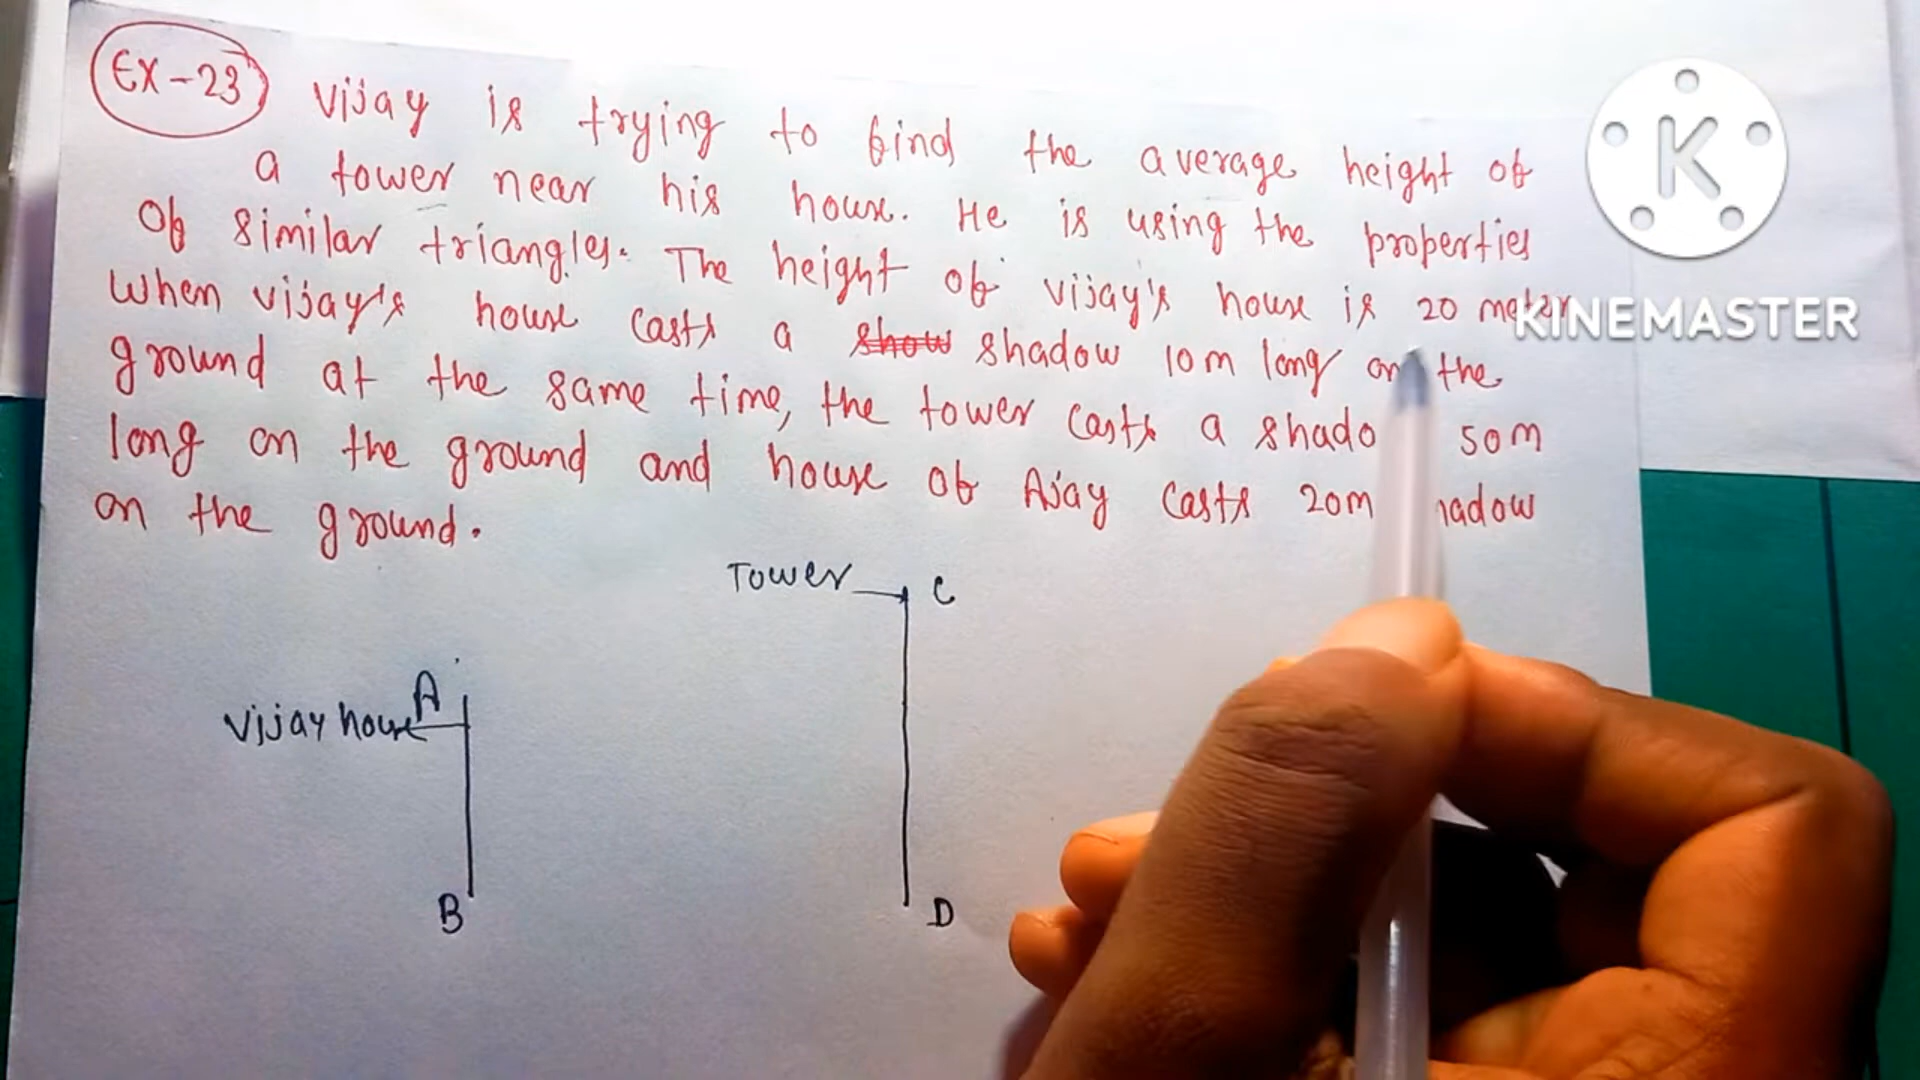 Ex-23
Vijay is trying to find the average height of
a tower near his house. He is using the properties
of similar triangles. The height of Vijay's house is 20 meter
when vijay's house casts a show shadow 10m long on the
ground at the same time, the tower casts a shado 50m
long on the ground and house of Ajay casts 20m hadow
on the ground.
Tower C
A
Vijay house
B
D
K
KINEMASTER